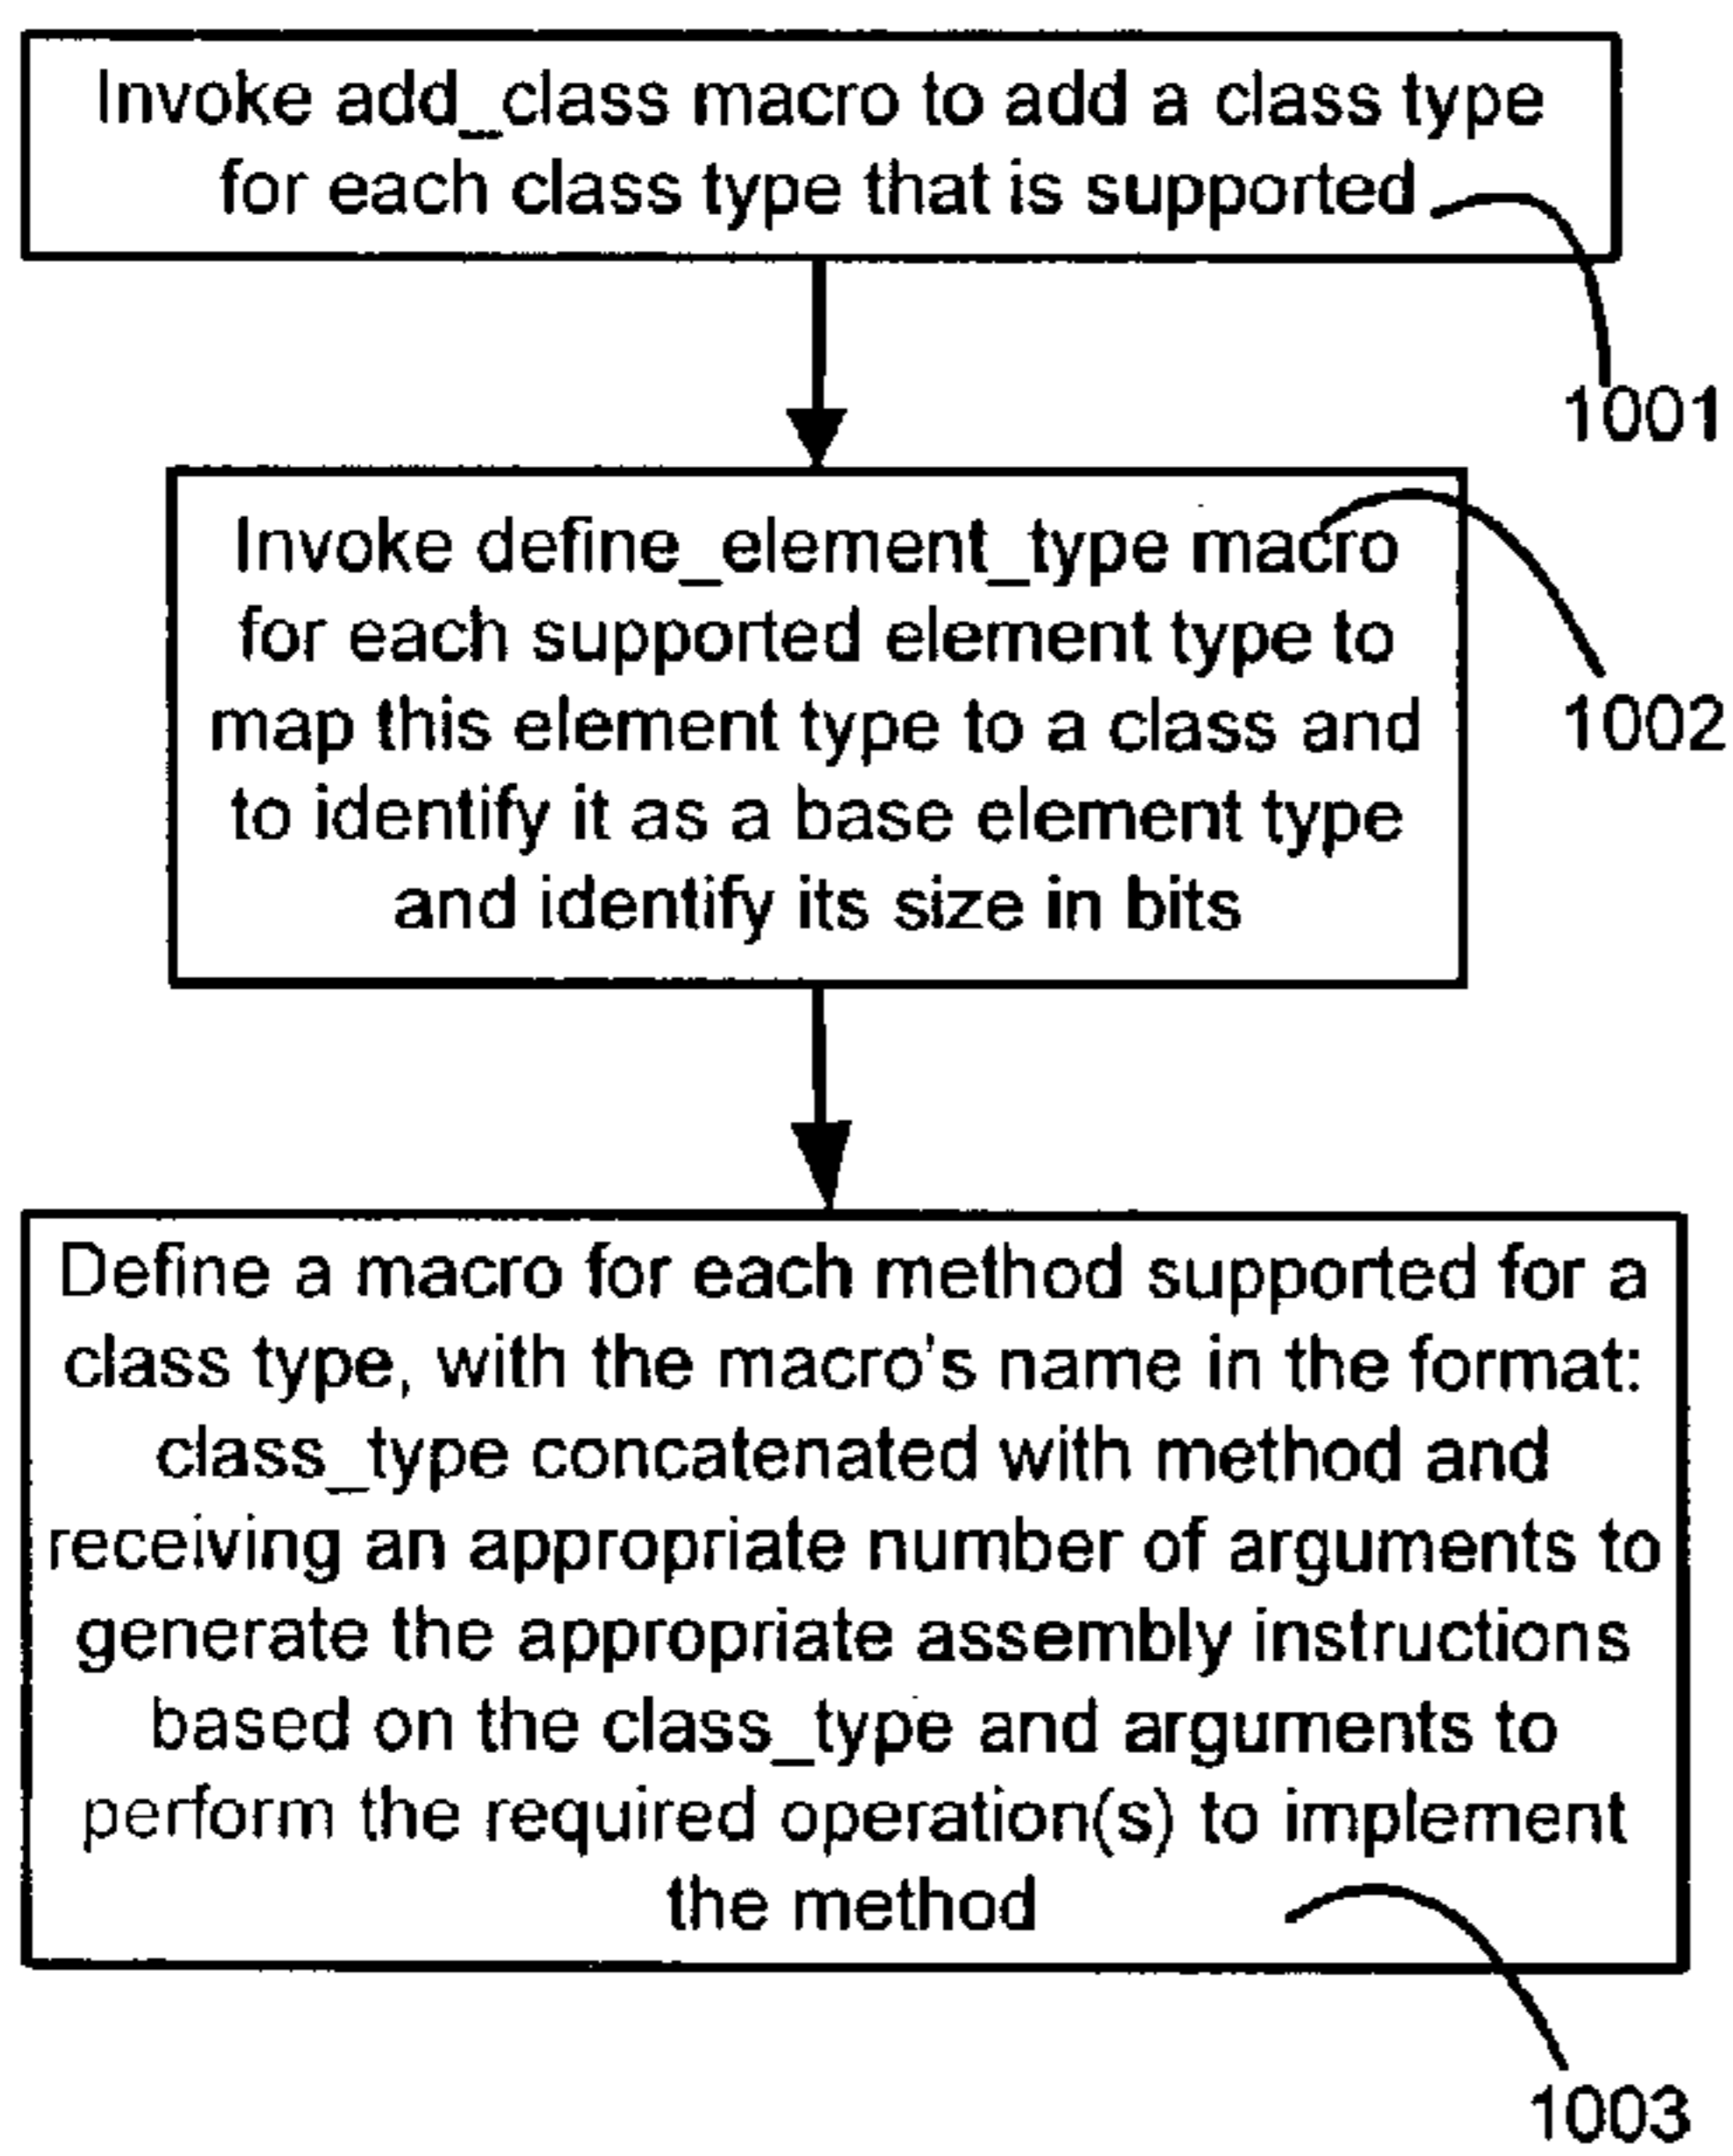 Invoke add_class macro to add a class type
for each class type that is supported
1001
Invoke define_element_type macro
for each supported element type to
map this element type to a class and
to identify it as a base element type
and identify its size in bits
1002
Define a macro for each method supported for a
class type, with the macro's name in the format:
class_type concatenated with method and
receiving an appropriate number of arguments to
generate the appropriate assembly instructions
based on the class_type and arguments to
perform the required operation(s) to implement
the method
1003